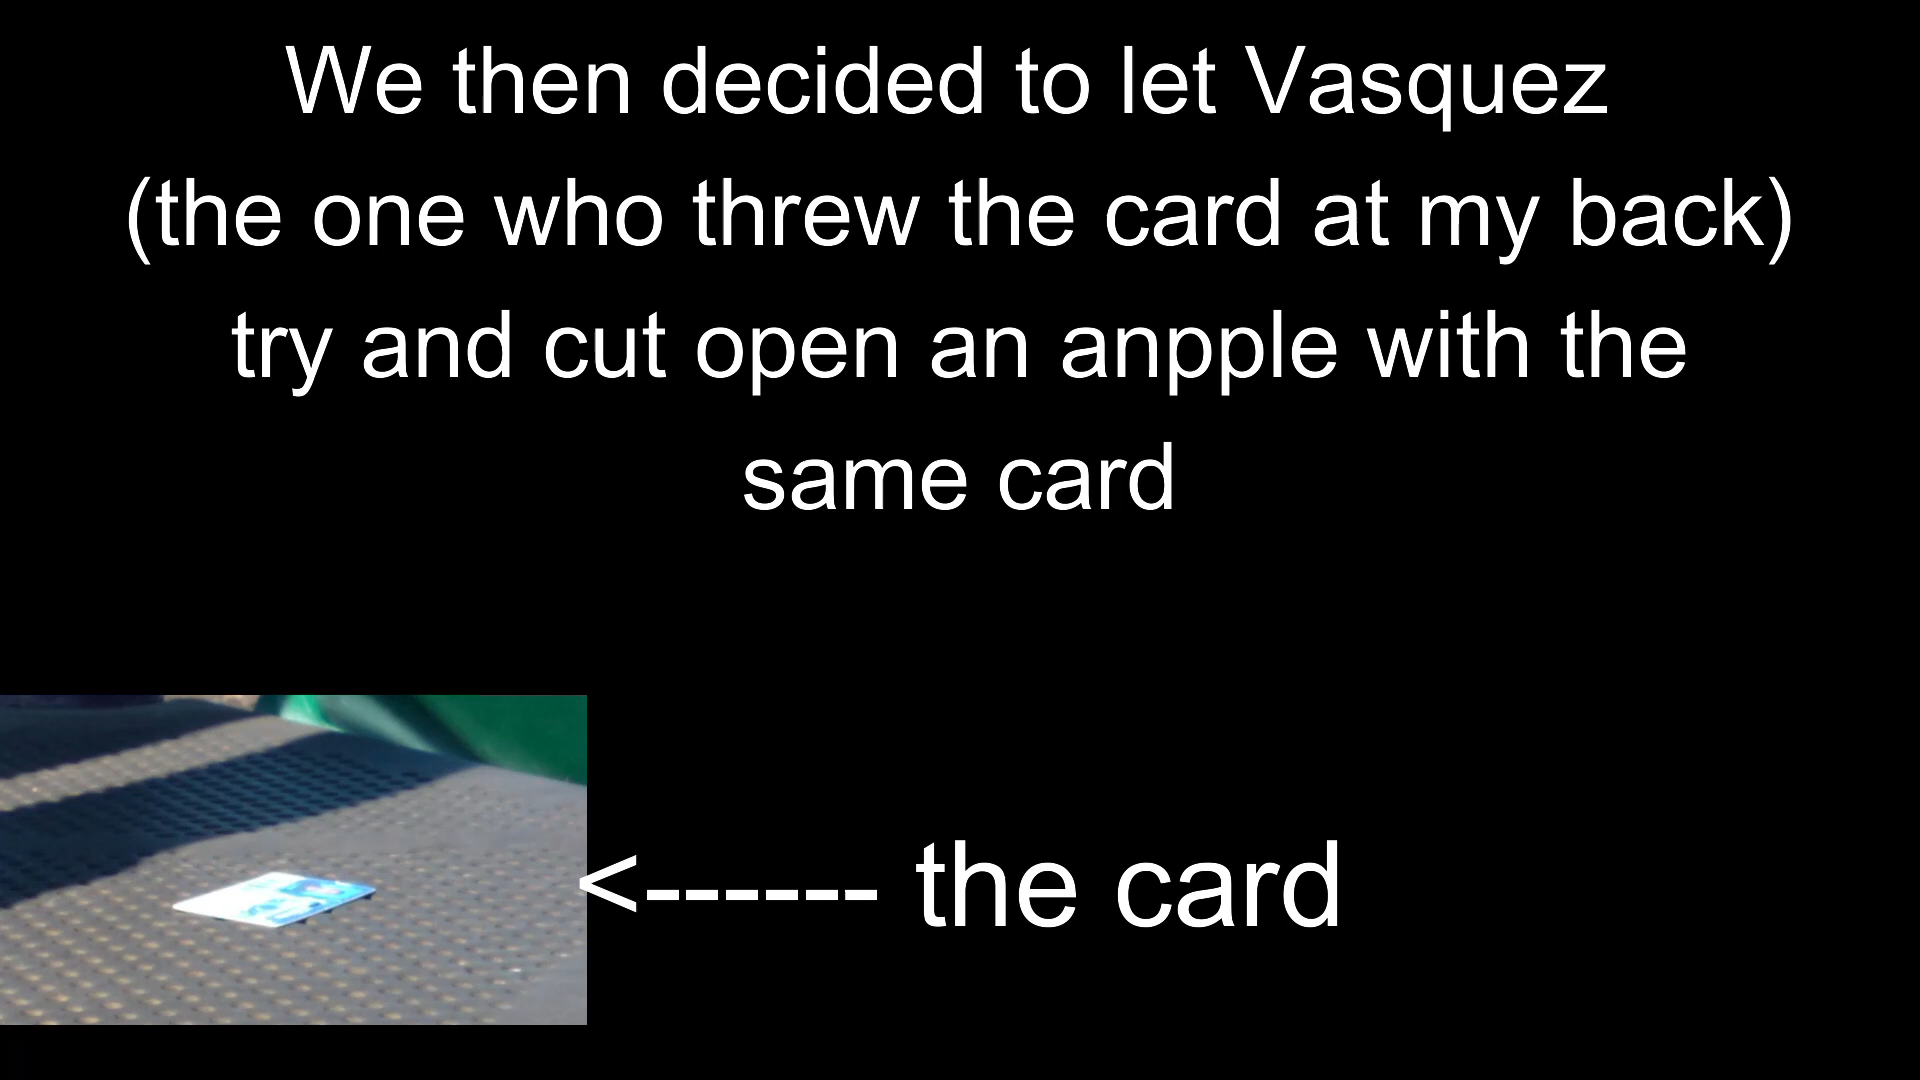 We then decided to let Vasquez
(the one who threw the card at my back)
try and cut open an anpple with the
same card
<------ the card